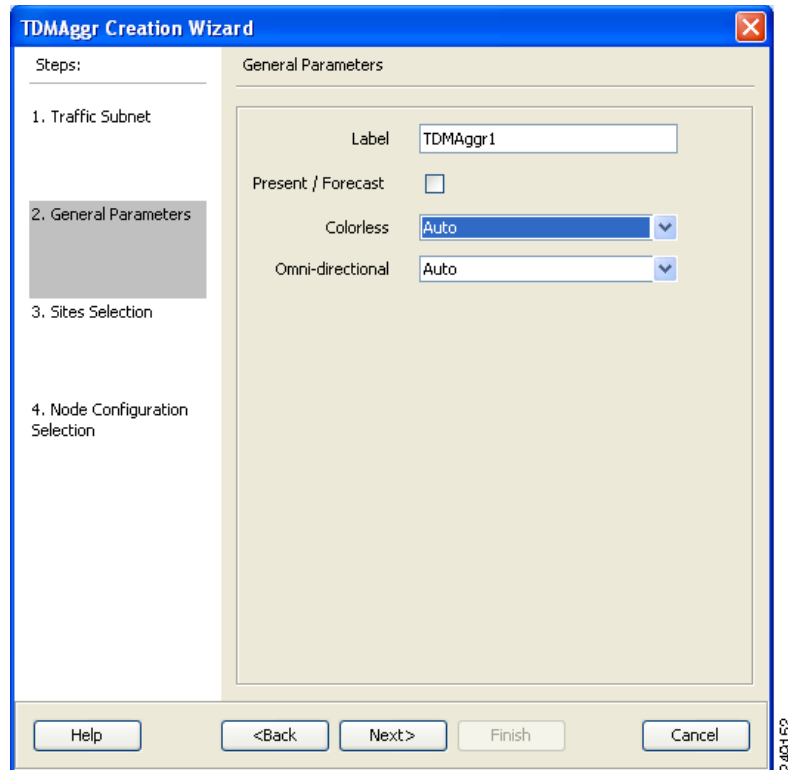 TDMAggr Creation Wizard
Steps:
General Parameters
1. Traffic Subnet
2. General Parameters
3. Sites Selection
4. Node Configuration
Selection
Label
TDMAggr1
Present / Forecast
Colorless
Auto
Omni-directional
Auto
Help
<Back
Next>
Finish
Cancel